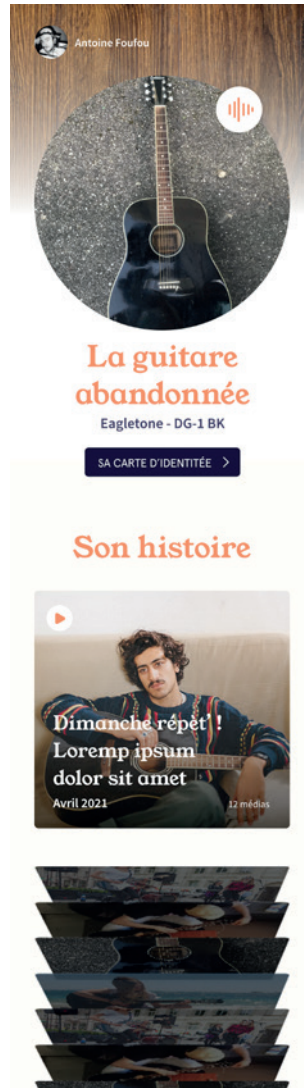 Antoine Foufou
La guitare
abandonnée
Eagletone - DG-1 BK
SA CARTE D'IDENTITÉE
Son histoire
Dimanche répèt' !
Loremp ipsum
dolor sit amet
Avril 2021
12 médias